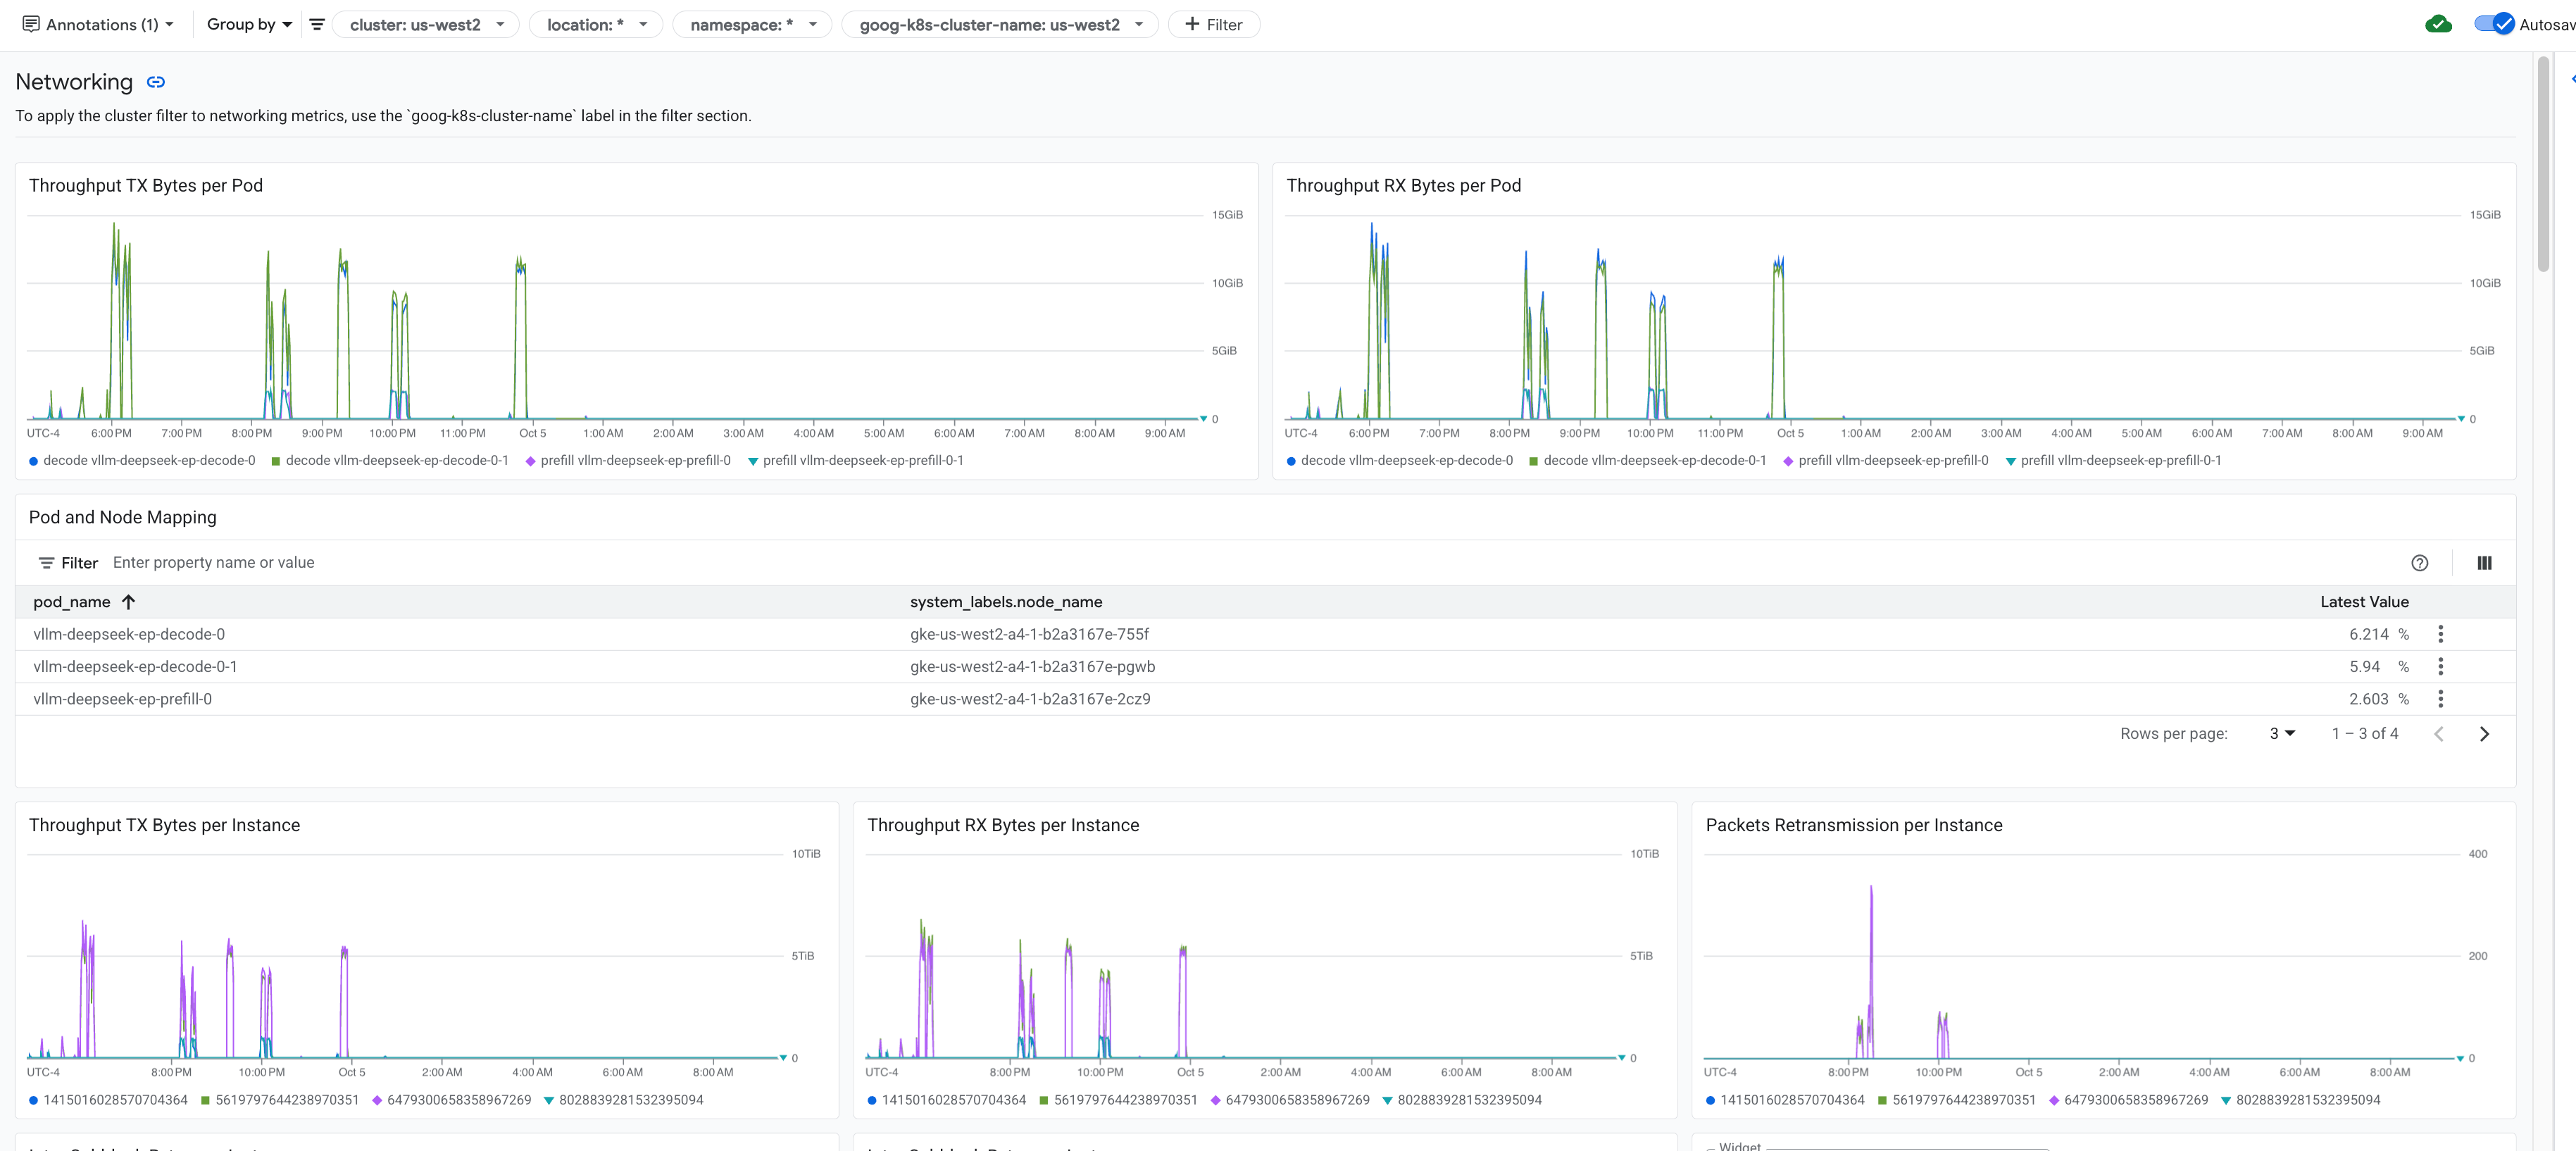 Annotations (1)
Group by
cluster: us-west2
location: *
namespace: *
goog-k8s-cluster-name: us-west2
Filter
Networking
To apply the cluster filter to networking metrics, use the `goog-k8s-cluster-name` label in the filter section.
Throughput TX Bytes per Pod
15GiB
10GiB
5GiB
0
UTC-4 6:00 PM 7:00 PM 8:00 PM 9:00 PM 10:00 PM 11:00 PM Oct 5 1:00 AM 2:00 AM 3:00 AM 4:00 AM 5:00 AM 6:00 AM 7:00 AM 8:00 AM 9:00 AM
decode vllm-deepseek-ep-decode-0 decode vllm-deepseek-ep-decode-0-1 prefill vllm-deepseek-ep-prefill-0 prefill vllm-deepseek-ep-prefill-0-1
Throughput RX Bytes per Pod
15GiB
10GiB
5GiB
0
UTC-4 6:00 PM 7:00 PM 8:00 PM 9:00 PM 10:00 PM 11:00 PM Oct 5 1:00 AM 2:00 AM 3:00 AM 4:00 AM 5:00 AM 6:00 AM 7:00 AM 8:00 AM 9:00 AM
decode vllm-deepseek-ep-decode-0 decode vllm-deepseek-ep-decode-0-1 prefill vllm-deepseek-ep-prefill-0 prefill vllm-deepseek-ep-prefill-0-1
Pod and Node Mapping
Filter Enter property name or value
pod_name system_labels.node_name Latest Value
vllm-deepseek-ep-decode-0 gke-us-west2-a4-1-b2a3167e-755f 6.214 %
vllm-deepseek-ep-decode-0-1 gke-us-west2-a4-1-b2a3167e-pgwb 5.94 %
vllm-deepseek-ep-prefill-0 gke-us-west2-a4-1-b2a3167e-2cz9 2.603 %
Rows per page: 3 1 – 3 of 4
Throughput TX Bytes per Instance
10TiB
5TiB
0
UTC-4 8:00 PM 10:00 PM Oct 5 2:00 AM 4:00 AM 6:00 AM 8:00 AM
1415016028570704364 5619797644238970351 6479300658358967269 8028839281532395094
Throughput RX Bytes per Instance
10TiB
5TiB
0
UTC-4 8:00 PM 10:00 PM Oct 5 2:00 AM 4:00 AM 6:00 AM 8:00 AM
1415016028570704364 5619797644238970351 6479300658358967269 8028839281532395094
Packets Retransmission per Instance
400
200
0
UTC-4 8:00 PM 10:00 PM Oct 5 2:00 AM 4:00 AM 6:00 AM 8:00 AM
1415016028570704364 5619797644238970351 6479300658358967269 8028839281532395094
Widget